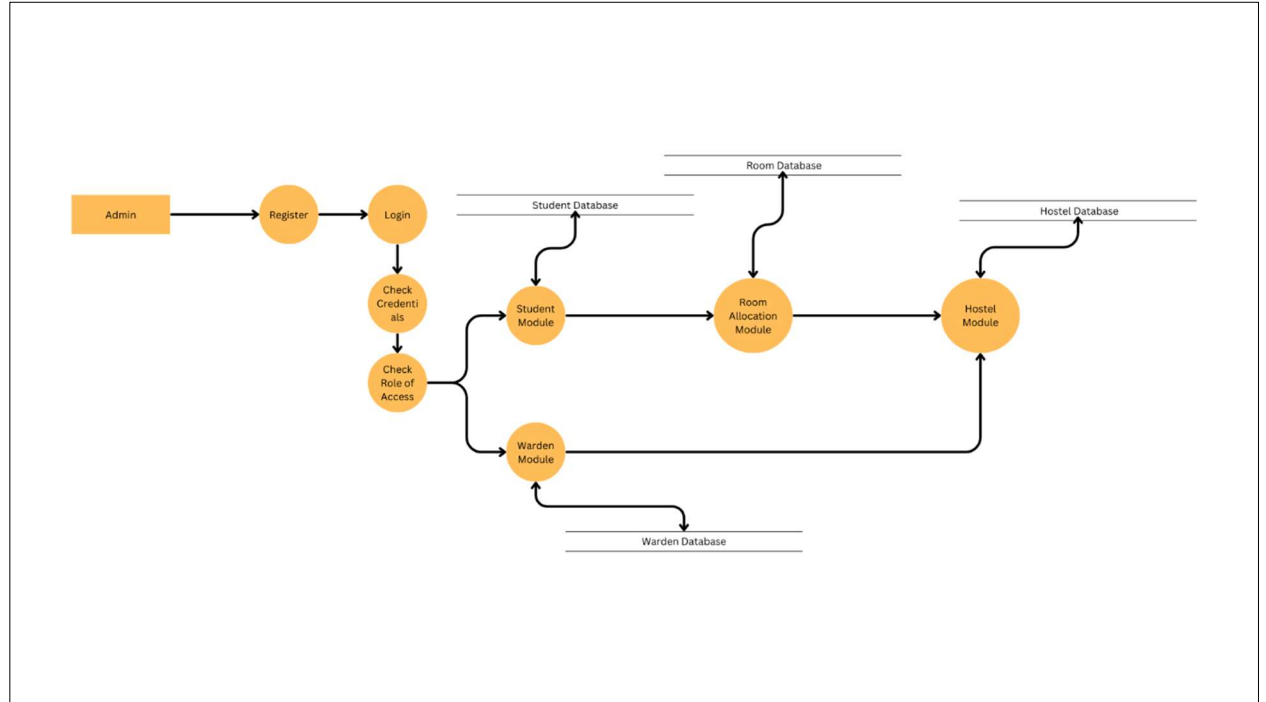 Room Database
Student Database
Hostel Database
Admin
Register
Login
Check
Credenti
als
Student
Module
Room
Allocation
Module
Hostel
Module
Check
Role of
Access
Warden
Module
Warden Database